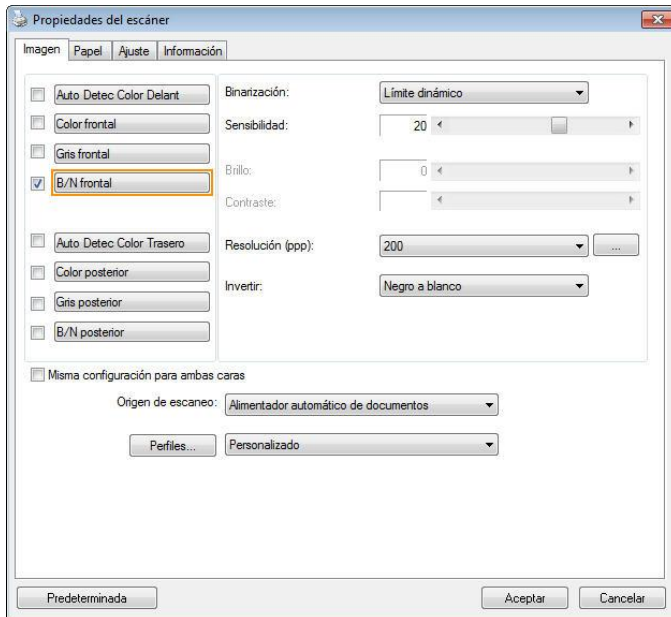 Propiedades del escáner
Imagen Papel Ajuste Información
Auto Detec Color Delant
Color frontal
Gris frontal
B/N frontal
Auto Detec Color Trasero
Color posterior
Gris posterior
B/N posterior
Binarización: Límite dinámico
Sensibilidad: 20
Brillo: 0
Contraste:
Resolución (ppp): 200 ...
Invertir: Negro a blanco
Misma configuración para ambas caras
Origen de escaneo: Alimentador automático de documentos
Perfiles... Personalizado
Predeterminada Aceptar Cancelar